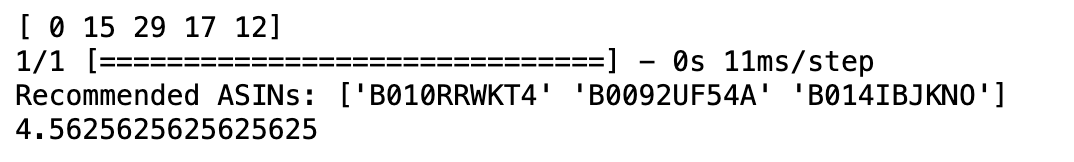 [ 0 15 29 17 12]
1/1 [==============================] - 0s 11ms/step
Recommended ASINs: ['B010RRWKT4' 'B0092UF54A' 'B014IBJKNO']
4.5625625625625625